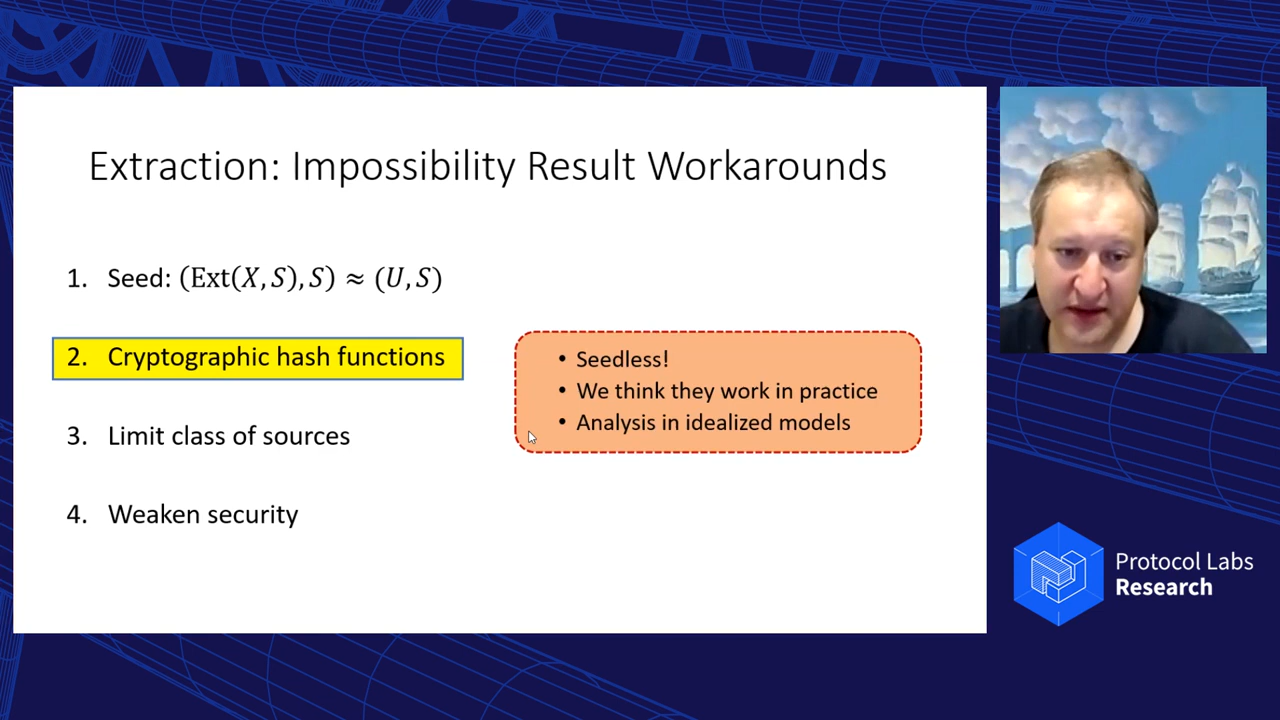 Extraction: Impossibility Result Workarounds
1. Seed: (Ext(X, S), S) ≈ (U, S)
2. Cryptographic hash functions
• Seedless!
• We think they work in practice
• Analysis in idealized models
3. Limit class of sources
4. Weaken security
Protocol Labs
Research